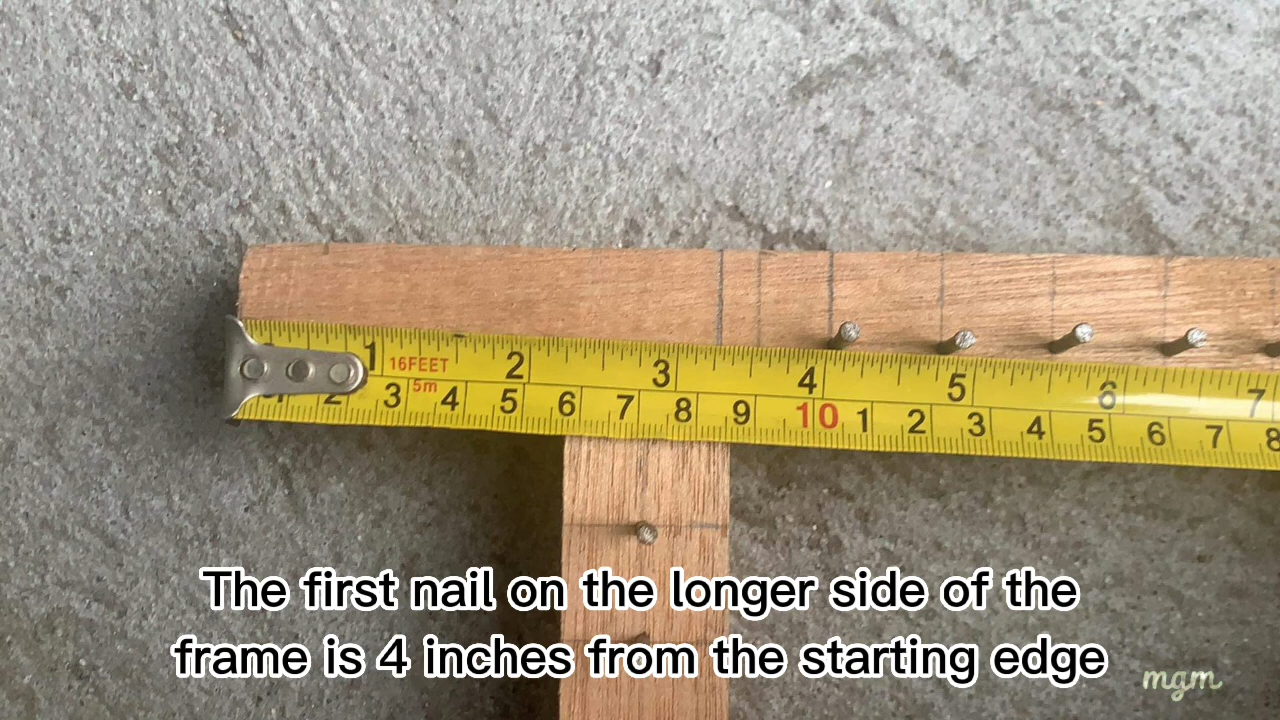 1 16FEET 2 3 4 5 6 7
2 3 5m 4 5 6 7 8 9 10 1 2 3 4 5 6 7 8
The first nail on the longer side of the
frame is 4 inches from the starting edge
mgm